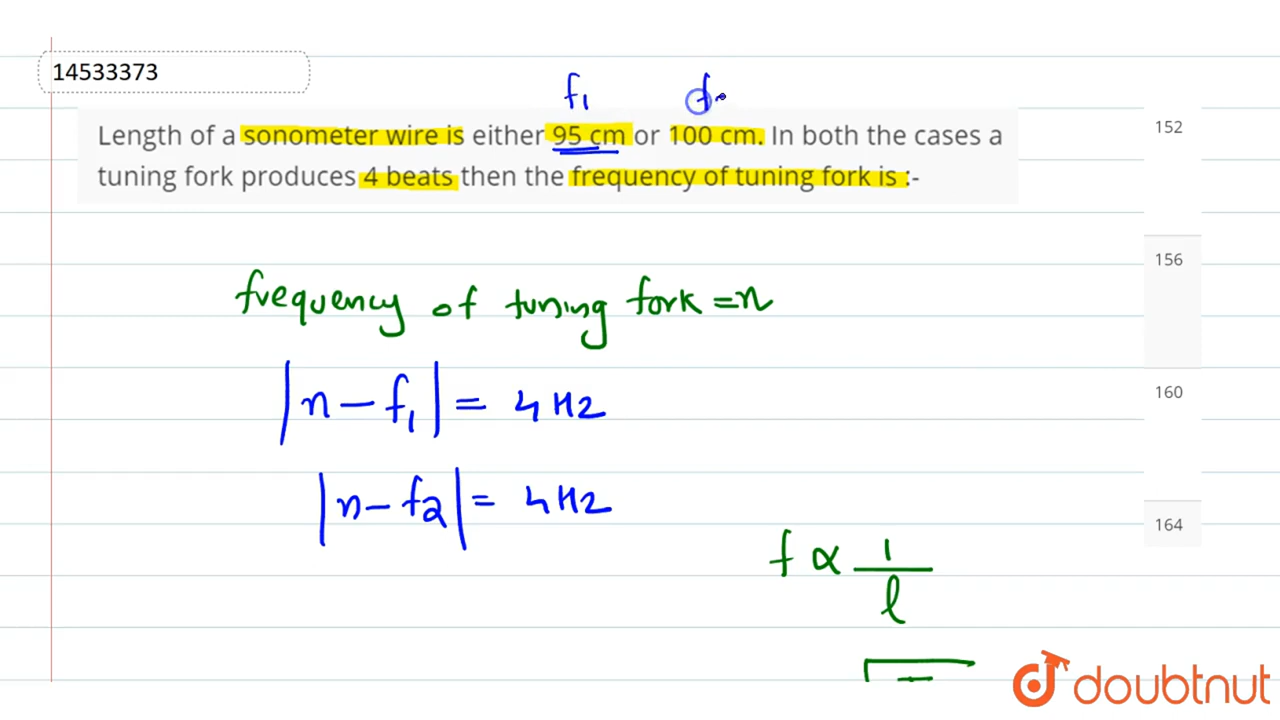 14533373
f1 f
Length of a sonometer wire is either 95 cm or 100 cm. In both the cases a
tuning fork produces 4 beats then the frequency of tuning fork is :-
152
156
160
164
frequency of tuning fork = n
|n - f1| = 4 Hz
|n - f2| = 4 Hz
f ∝ 1/l
doubtnut